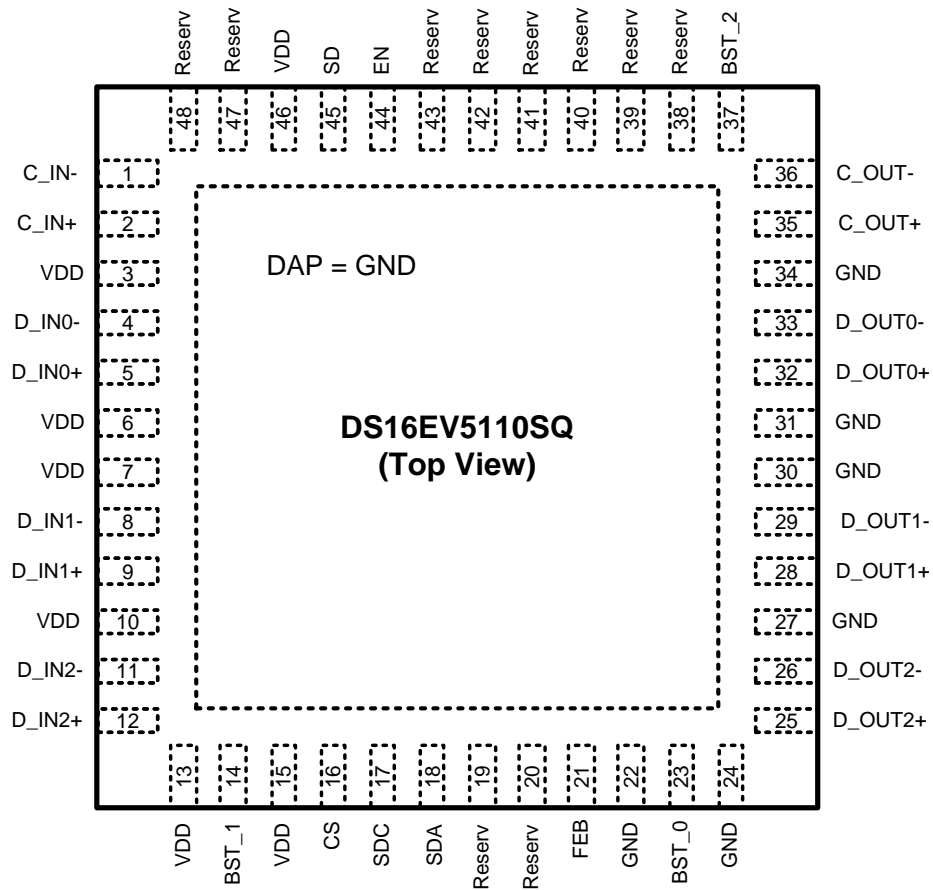 Reserv
Reserv
VDD
SD
EN
Reserv
Reserv
Reserv
Reserv
Reserv
Reserv
BST_2
48
47
46
45
44
43
42
41
40
39
38
37
C_IN- 1
C_IN+ 2
VDD 3
D_IN0- 4
D_IN0+ 5
VDD 6
VDD 7
D_IN1- 8
D_IN1+ 9
VDD 10
D_IN2- 11
D_IN2+ 12
DAP = GND
DS16EV5110SQ
(Top View)
36 C_OUT-
35 C_OUT+
34 GND
33 D_OUT0-
32 D_OUT0+
31 GND
30 GND
29 D_OUT1-
28 D_OUT1+
27 GND
26 D_OUT2-
25 D_OUT2+
13
14
15
16
17
18
19
20
21
22
23
24
VDD
BST_1
VDD
CS
SDC
SDA
Reserv
Reserv
FEB
GND
BST_0
GND